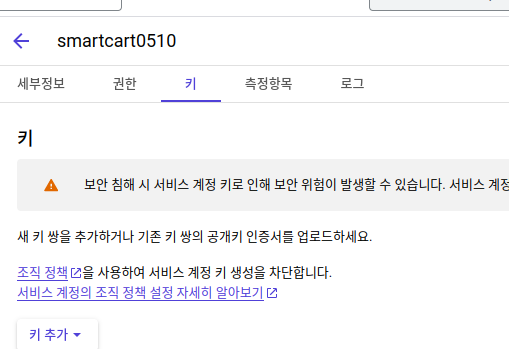 smartcart0510
세부정보 권한 키 측정항목 로그
키
보안 침해 시 서비스 계정 키로 인해 보안 위험이 발생할 수 있습니다. 서비스 계정
새 키 쌍을 추가하거나 기존 키 쌍의 공개키 인증서를 업로드하세요.
조직 정책을 사용하여 서비스 계정 키 생성을 차단합니다.
서비스 계정의 조직 정책 설정 자세히 알아보기
키 추가